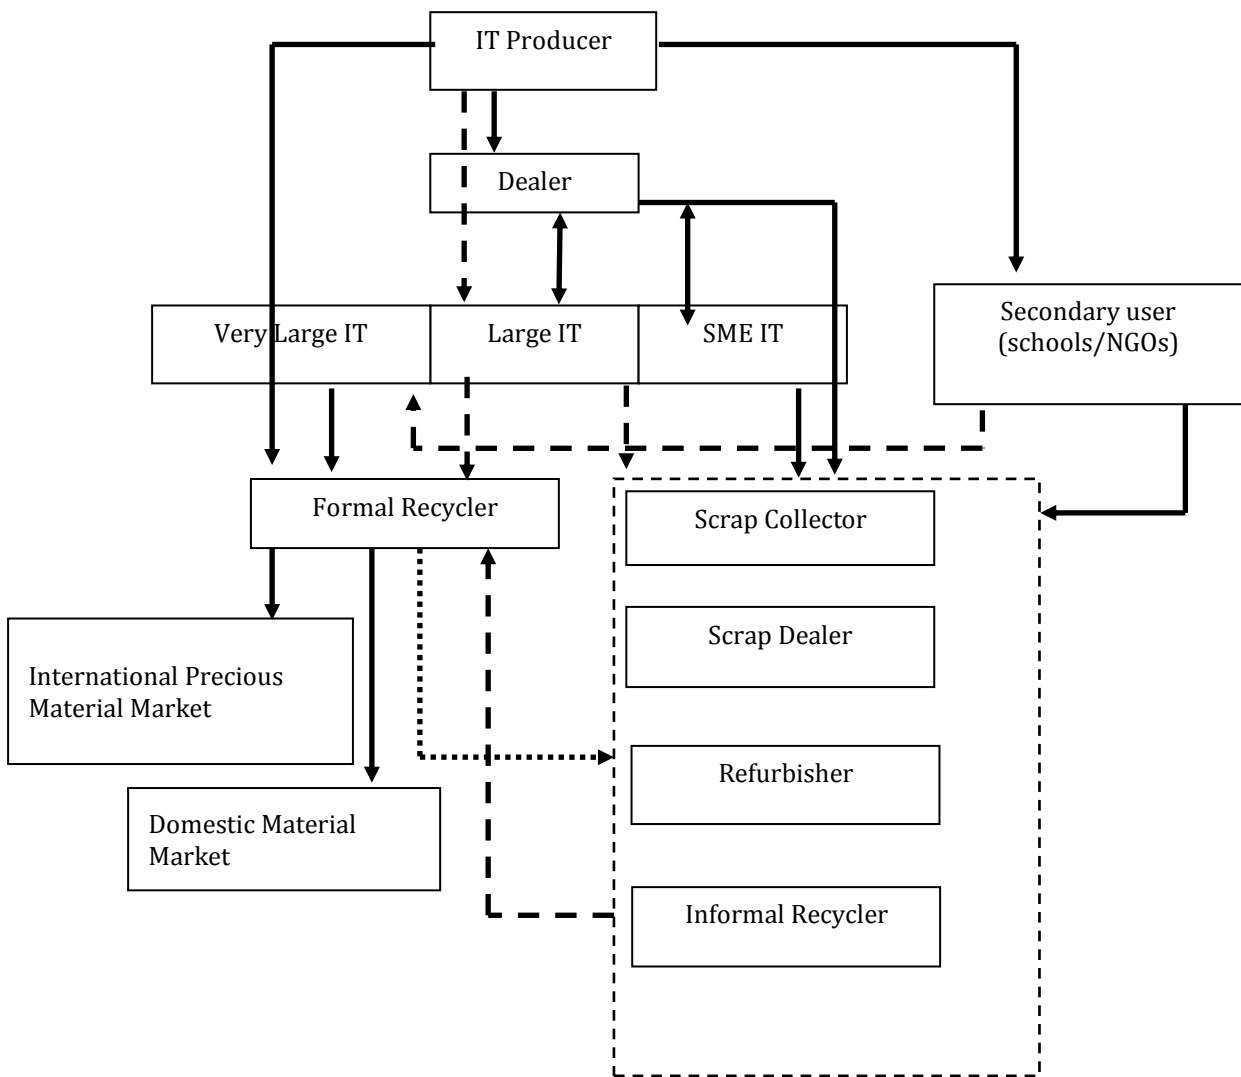 IT Producer
Dealer
Very Large IT
Large IT
SME IT
Secondary user
(schools/NGOs)
Formal Recycler
Scrap Collector
Scrap Dealer
International Precious
Material Market
Refurbisher
Domestic Material
Market
Informal Recycler